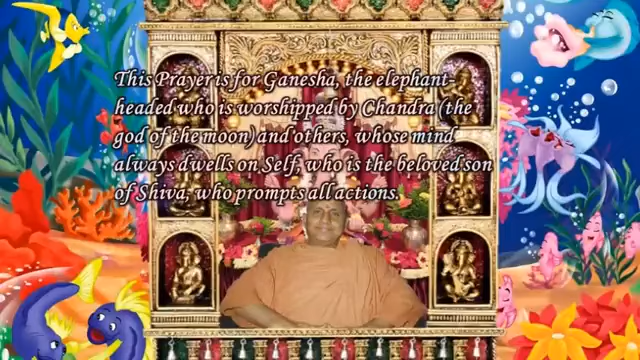 This Prayer is for Ganesha, the elephant-
headed who is worshipped by Chandra (the
god of the moon) and others, whose mind
always dwells on Self, who is the beloved son
of Shiva, who prompts all actions.